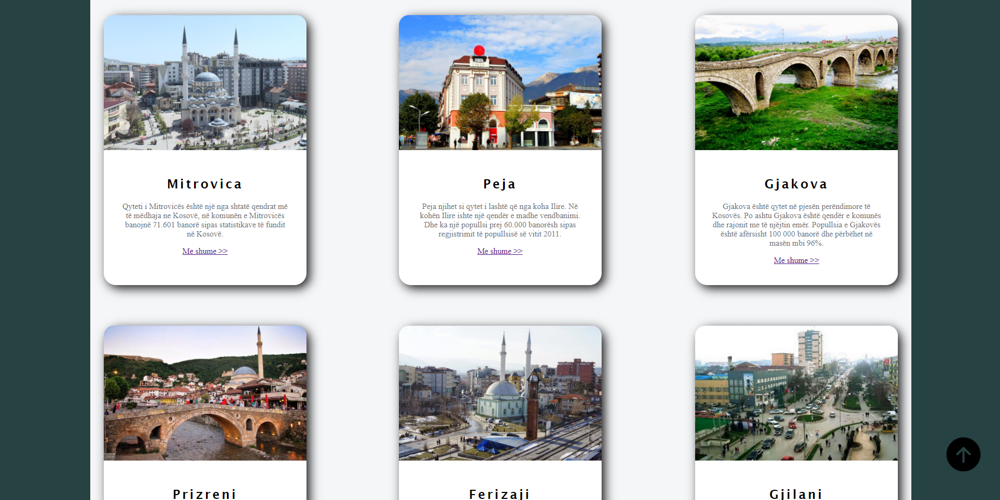 Mitrovica
Qyteti i Mitrovicës është një nga shtatë qendrat më
të mëdhaja ne Kosovë, në komunën e Mitrovicës
banojnë 71.601 banorë sipas statistikave të fundit
në Kosovë.
Me shume >>
Peja
Peja njihet si qytet i lashtë që nga koha Ilire. Në
kohën Ilire ishte një qendër e madhe vendbanimi.
Dhe ka një popullsi prej 60.000 banorësh sipas
regjistrimit të popullsisë së vitit 2011.
Me shume >>
Gjakova
Gjakova është qytet në pjesën perëndimore të
Kosovës. Po ashtu Gjakova është qendër e komunës
dhe rajonit me të njëjtin emër. Popullsia e Gjakovës
është afërsisht 100 000 banorë dhe përbëhet në
masën mbi 96%.
Me shume >>
Prizreni
Ferizaji
Gjilani